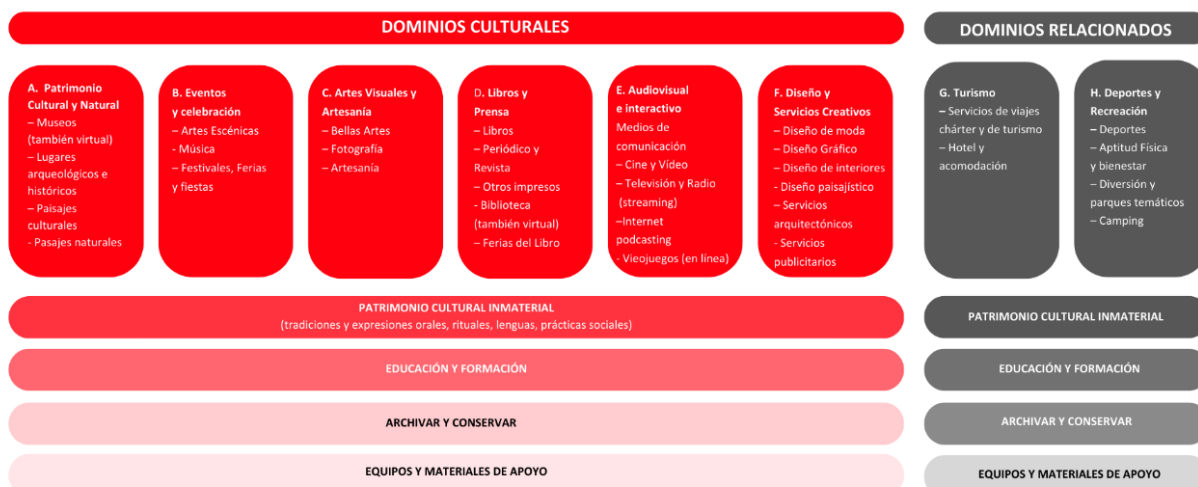 DOMINIOS CULTURALES
DOMINIOS RELACIONADOS
A. Patrimonio
Cultural y Natural
– Museos
(también virtual)
– Lugares
arqueológicos e
históricos
– Paisajes
culturales
- Pasajes naturales
B. Eventos
y celebración
– Artes Escénicas
- Música
– Festivales, Ferias
y fiestas
C. Artes Visuales y
Artesanía
– Bellas Artes
– Fotografía
– Artesanía
D. Libros y
Prensa
– Libros
– Periódico y
Revista
– Otros impresos
- Biblioteca
(también virtual)
– Ferias del Libro
E. Audiovisual
e interactivo
Medios de
comunicación
– Cine y Vídeo
– Televisión y Radio
(streaming)
–Internet
podcasting
- Vieojuegos (en línea)
F. Diseño y
Servicios Creativos
– Diseño de moda
– Diseño Gráfico
– Diseño de interiores
- Diseño paisajístico
– Servicios
arquitectónicos
- Servicios
publicitarios
G. Turismo
– Servicios de viajes
chárter y de turismo
– Hotel y
acomodación
H. Deportes y
Recreación
– Deportes
– Aptitud Física
y bienestar
– Diversión y
parques temáticos
– Camping
PATRIMONIO CULTURAL INMATERIAL
(tradiciones y expresiones orales, rituales, lenguas, prácticas sociales)
PATRIMONIO CULTURAL INMATERIAL
EDUCACIÓN Y FORMACIÓN
EDUCACIÓN Y FORMACIÓN
ARCHIVAR Y CONSERVAR
ARCHIVAR Y CONSERVAR
EQUIPOS Y MATERIALES DE APOYO
EQUIPOS Y MATERIALES DE APOYO